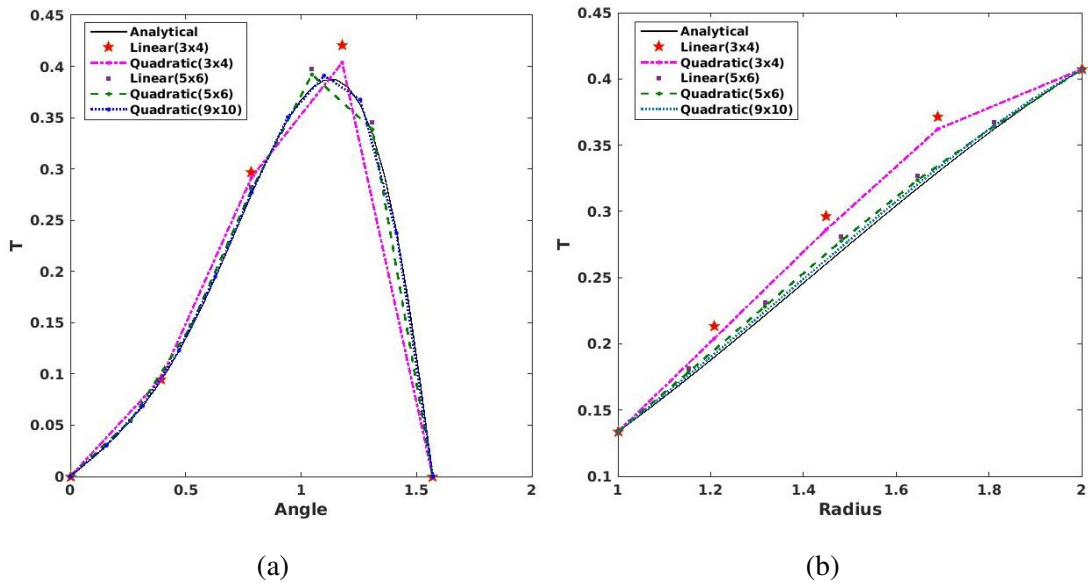 0.45
0.4
0.35
0.3
0.25
0.2
0.15
0.1
0.05
0
T
Analytical
Linear(3x4)
Quadratic(3x4)
Linear(5x6)
Quadratic(5x6)
Quadratic(9x10)
0 0.5 1 1.5 2
Angle
(a)
0.45
0.4
0.35
0.3
0.25
0.2
0.15
0.1
T
Analytical
Linear(3x4)
Quadratic(3x4)
Linear(5x6)
Quadratic(5x6)
Quadratic(9x10)
1 1.2 1.4 1.6 1.8 2
Radius
(b)